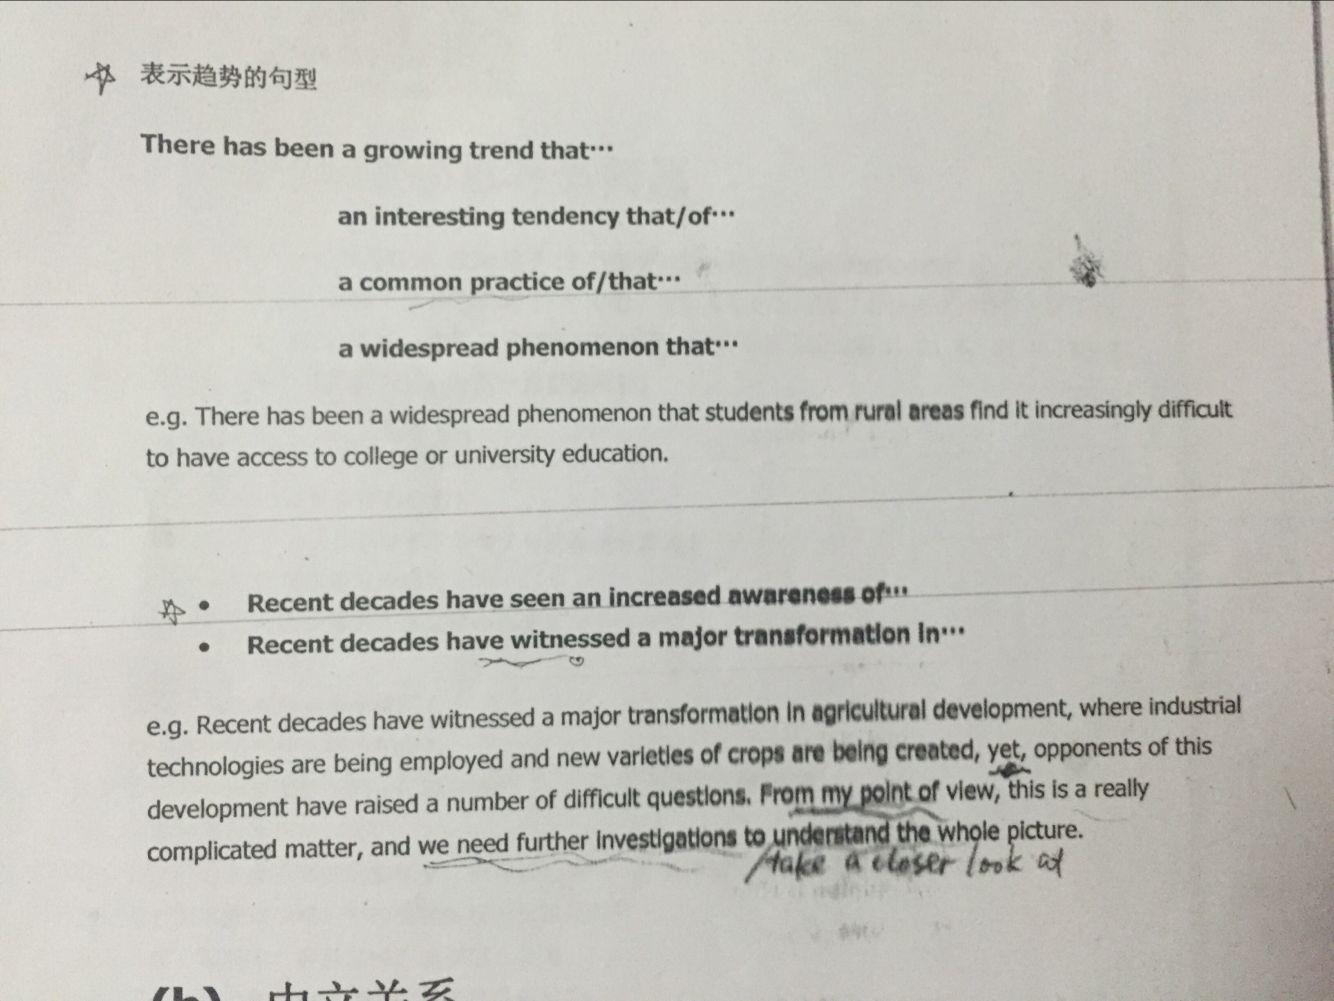 表示趋势的句型
There has been a growing trend that…
an interesting tendency that/of…
a common practice of/that…
a widespread phenomenon that…
e.g. There has been a widespread phenomenon that students from rural areas find it increasingly difficult
to have access to college or university education.
• Recent decades have seen an increased awareness of…
• Recent decades have witnessed a major transformation in…
e.g. Recent decades have witnessed a major transformation in agricultural development, where industrial
technologies are being employed and new varieties of crops are being created, yet, opponents of this
development have raised a number of difficult questions. From my point of view, this is a really
complicated matter, and we need further investigations to understand the whole picture.
/take a closer look at
(b) 中立关系